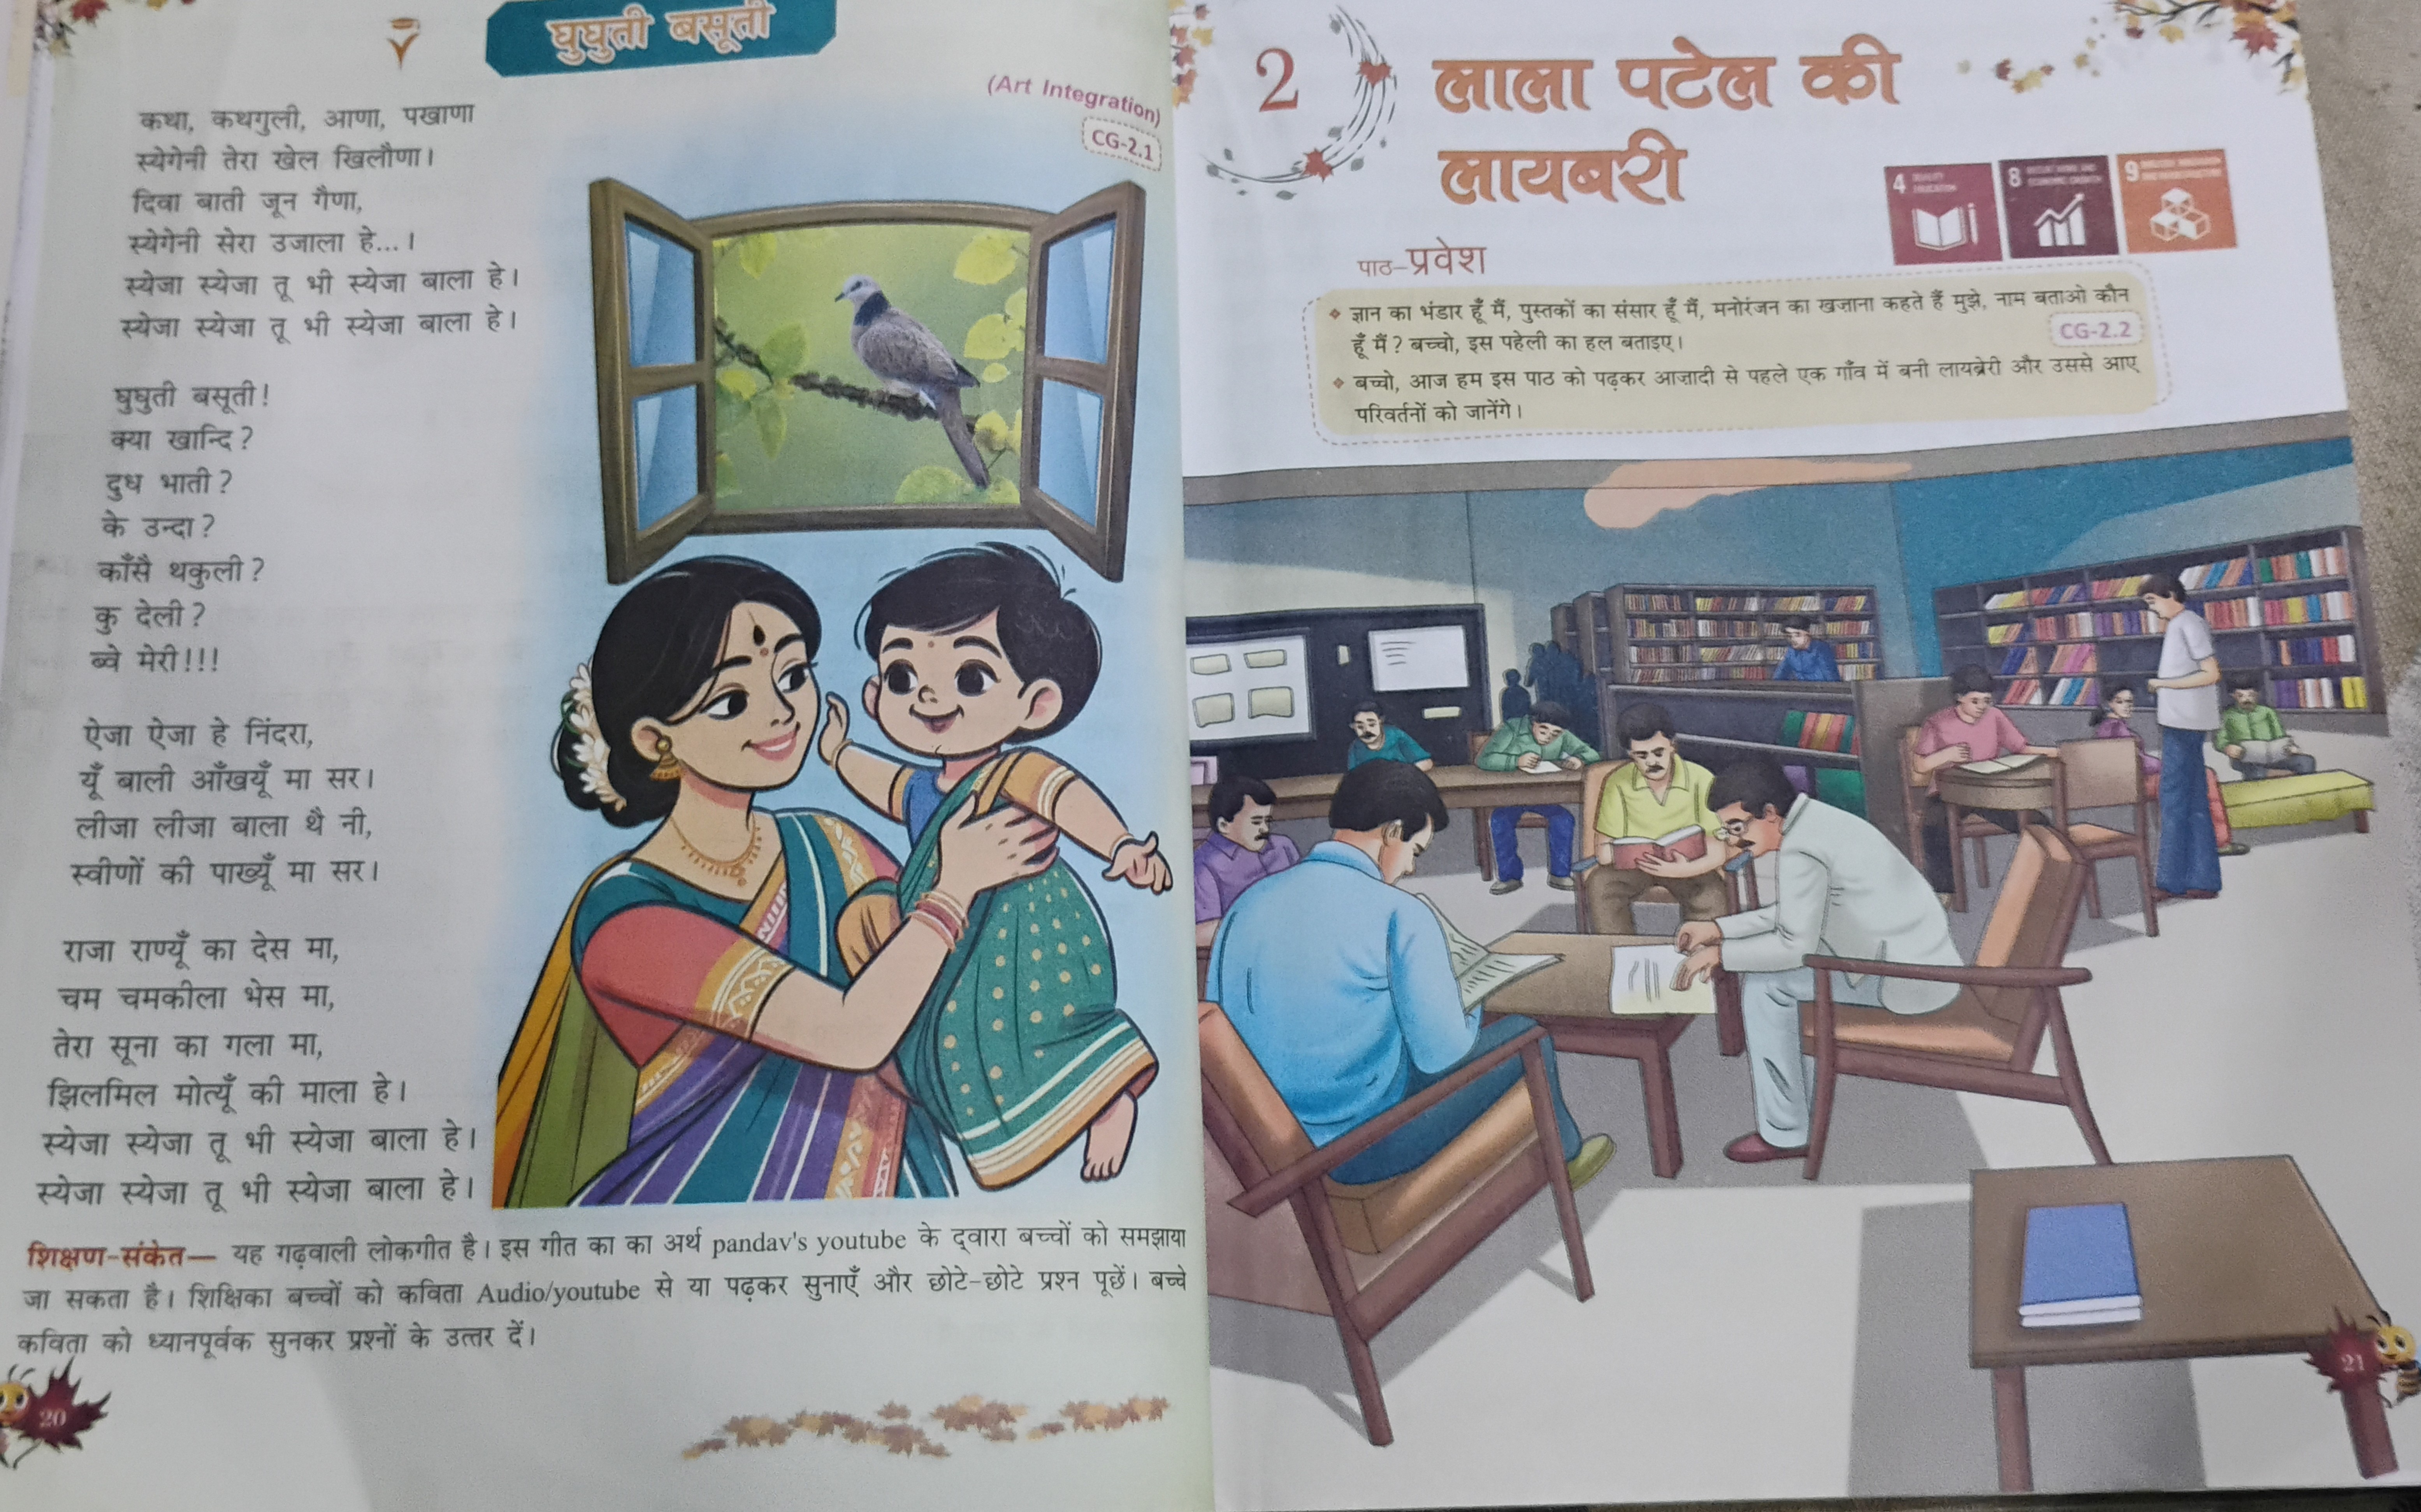 घुघुती बसूती
(Art Integration)
CG-2.1
कथा, कथगुली, आणा, पखाणा
स्येगेनी तेरा खेल खिलौणा।
दिवा बाती जून गैणा,
स्येगेनी सेरा उजाला हे...।
स्येजा स्येजा तू भी स्येजा बाला हे।
स्येजा स्येजा तू भी स्येजा बाला हे।
घुघुती बसूती!
क्या खान्दि?
दुध भाती?
के उन्दा?
काँसै थकुली?
कु देली?
ब्वे मेरी!!!
ऐजा ऐजा हे निंदरा,
यूँ बाली आँखयूँ मा सर।
लीजा लीजा बाला थै नी,
स्वीणों की पाख्यूँ मा सर।
राजा राण्यूँ का देस मा,
चम चमकीला भेस मा,
तेरा सूना का गला मा,
झिलमिल मोत्यूँ की माला हे।
स्येजा स्येजा तू भी स्येजा बाला हे।
स्येजा स्येजा तू भी स्येजा बाला हे।
शिक्षण-संकेत— यह गढ़वाली लोकगीत है। इस गीत का का अर्थ pandav's youtube के द्वारा बच्चों को समझाया
जा सकता है। शिक्षिका बच्चों को कविता Audio/youtube से या पढ़कर सुनाएँ और छोटे-छोटे प्रश्न पूछें। बच्चे
कविता को ध्यानपूर्वक सुनकर प्रश्नों के उत्तर दें।
20
2
लाला पटेल की
लायबरी
4 QUALITY EDUCATION
8
9
पाठ-प्रवेश
ज्ञान का भंडार हूँ मैं, पुस्तकों का संसार हूँ मैं, मनोरंजन का खज़ाना कहते हैं मुझे, नाम बताओ कौन
हूँ मैं? बच्चो, इस पहेली का हल बताइए।
CG-2.2
बच्चो, आज हम इस पाठ को पढ़कर आज़ादी से पहले एक गाँव में बनी लायब्रेरी और उससे आए
परिवर्तनों को जानेंगे।
21